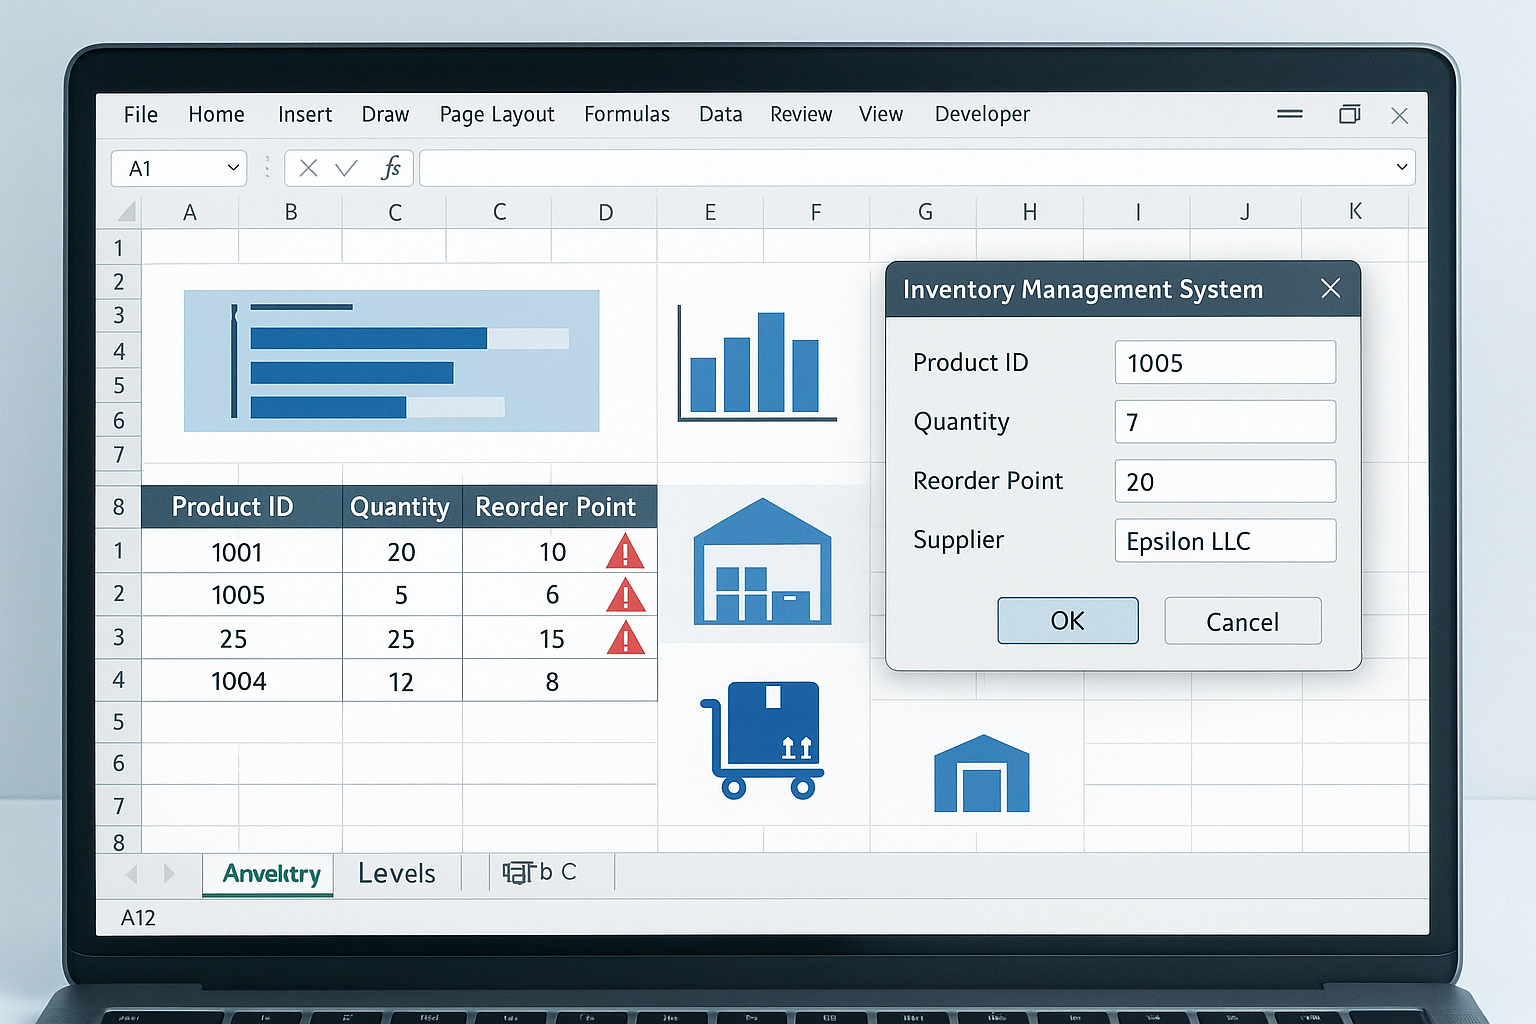 File Home Insert Draw Page Layout Formulas Data Review View Developer
A1 fs
A B C C D E F G H I J K
1
2
3
4
5
6
7
Inventory Management System
Product ID 1005
Quantity 7
Reorder Point 20
Supplier Epsilon LLC
OK Cancel
8 Product ID Quantity Reorder Point
1 1001 20 10 !
2 1005 5 6 !
3 25 25 15 !
4 1004 12 8
5
6
7
8
Anvektry Levels b C
A12